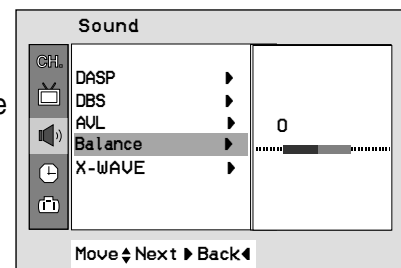 Sound
CH.
e
DASP
DBS
AVL
Balance
X-WAVE
0
Move Next Back